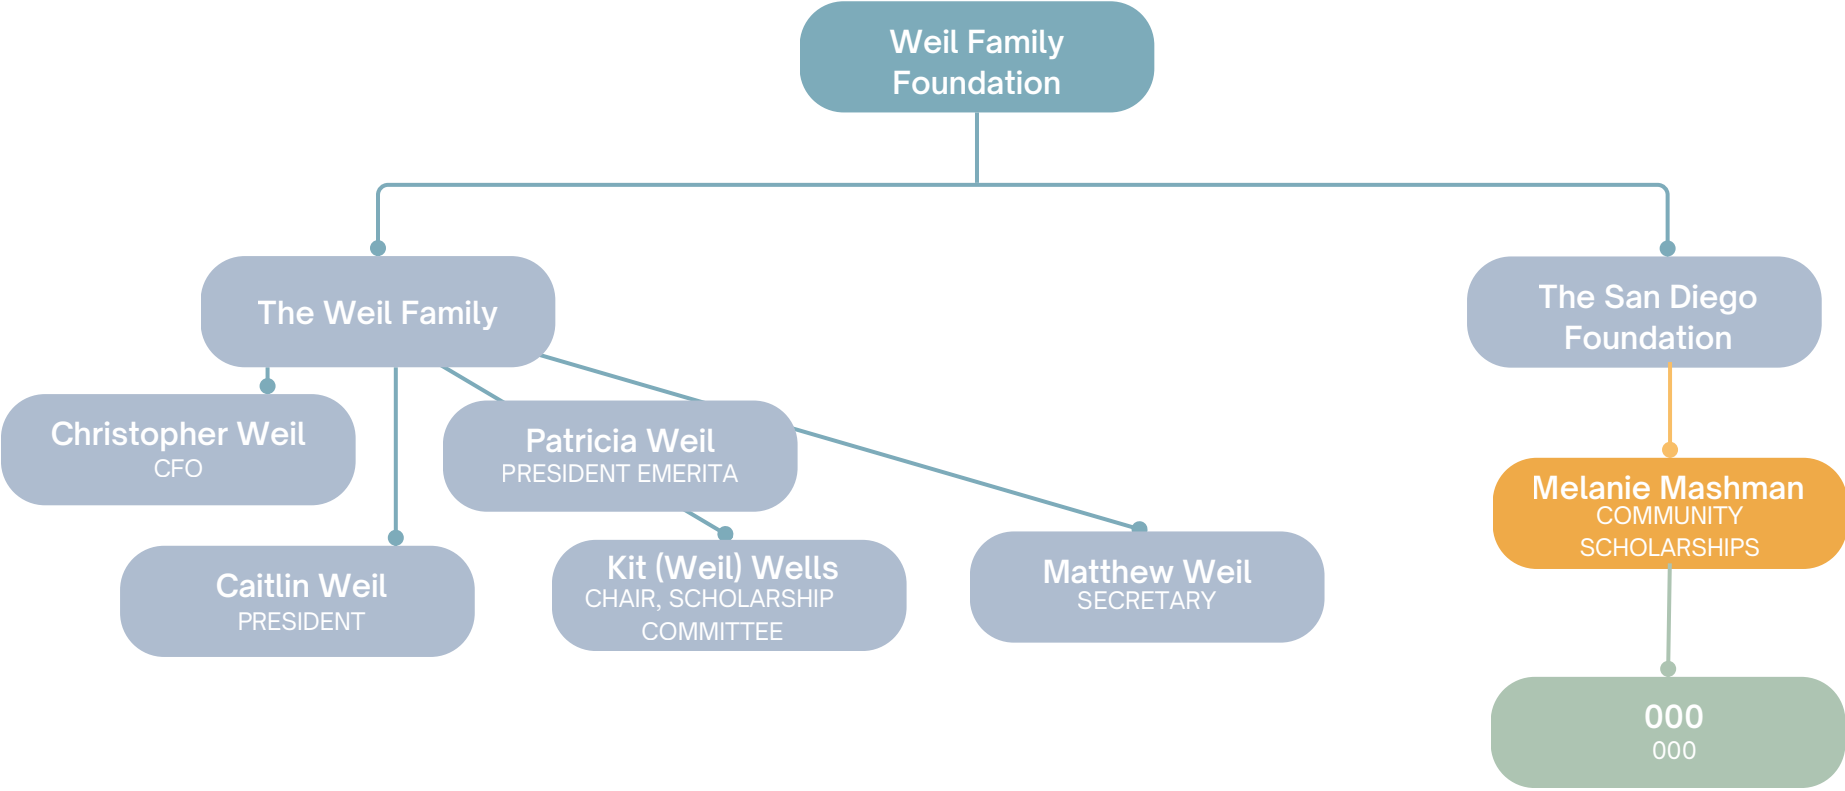 Weil Family
Foundation
The Weil Family
The San Diego
Foundation
Christopher Weil
CFO
Patricia Weil
PRESIDENT EMERITA
Melanie Mashman
COMMUNITY
SCHOLARSHIPS
Caitlin Weil
PRESIDENT
Kit (Weil) Wells
CHAIR, SCHOLARSHIP
COMMITTEE
Matthew Weil
SECRETARY
000
000